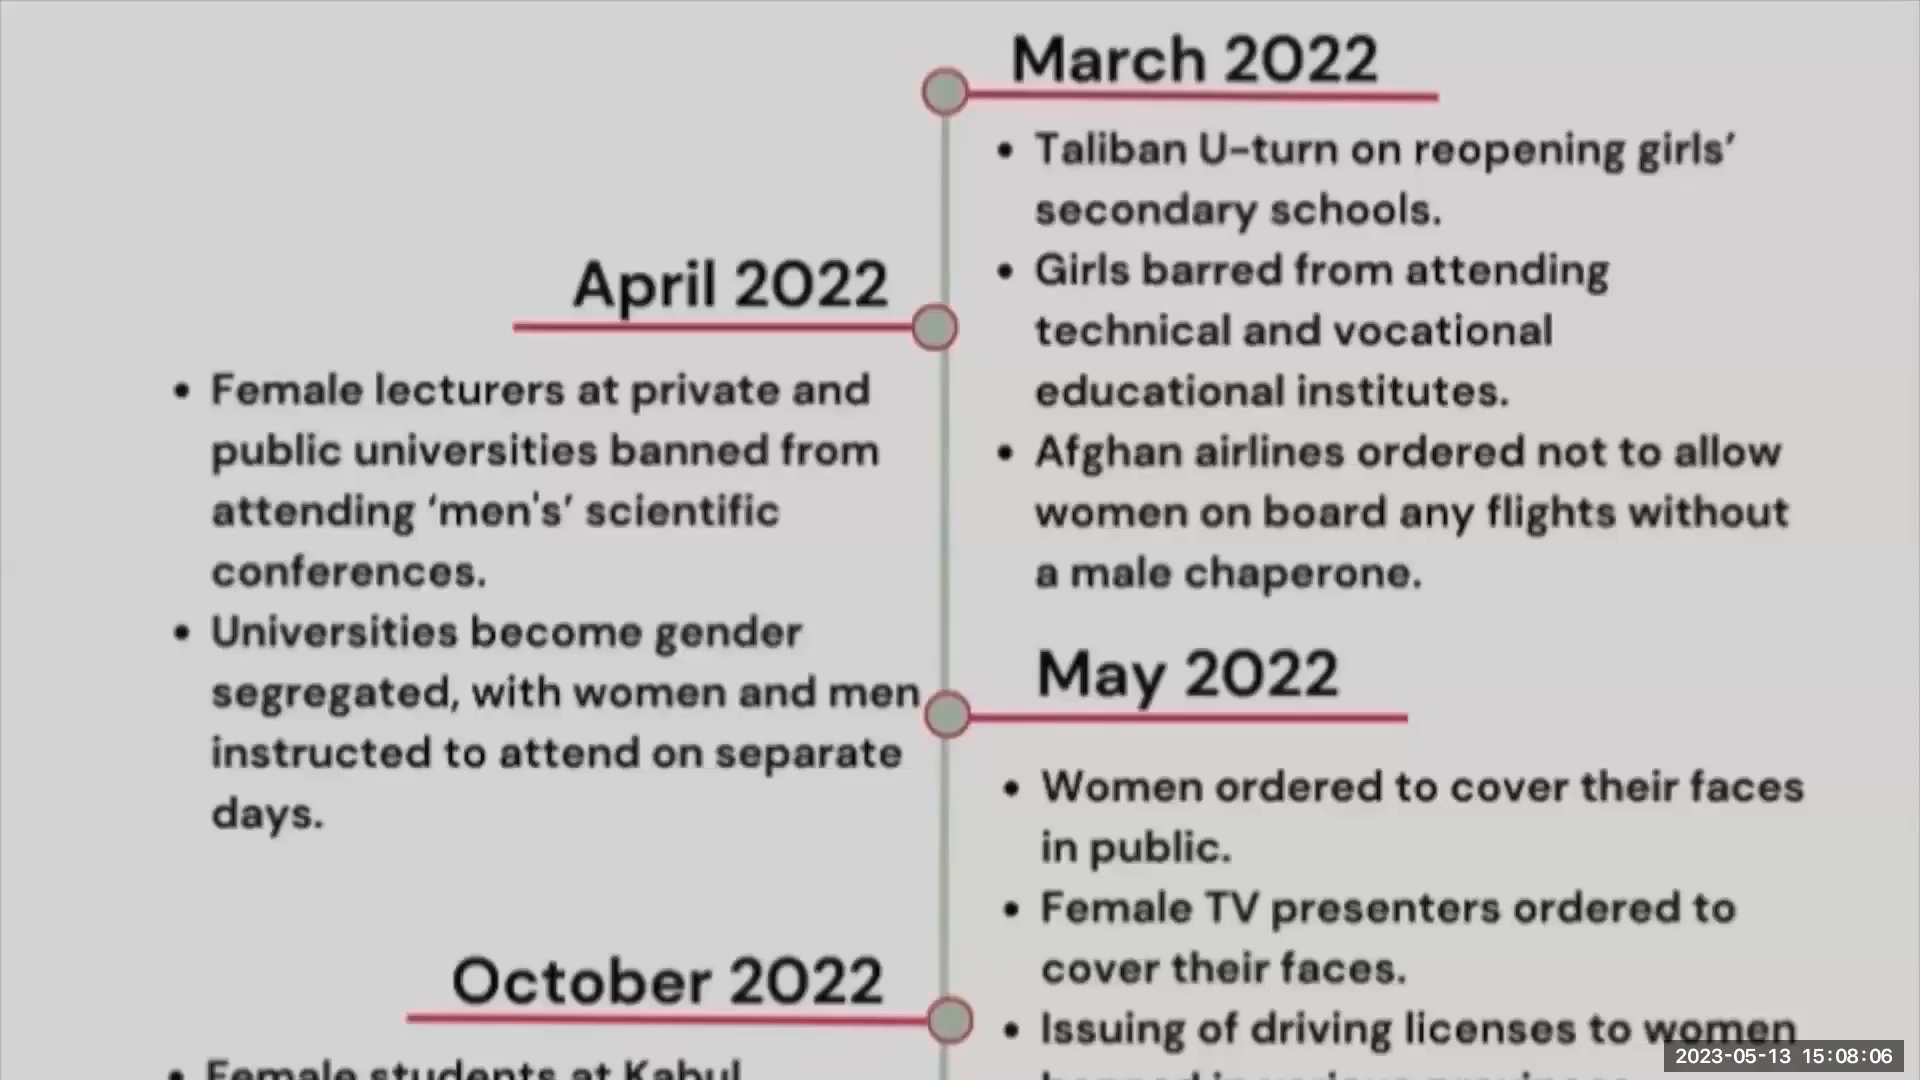 March 2022
• Taliban U-turn on reopening girls’
secondary schools.
• Girls barred from attending
technical and vocational
educational institutes.
• Afghan airlines ordered not to allow
women on board any flights without
a male chaperone.
April 2022
• Female lecturers at private and
public universities banned from
attending ‘men's’ scientific
conferences.
• Universities become gender
segregated, with women and men
instructed to attend on separate
days.
May 2022
• Women ordered to cover their faces
in public.
• Female TV presenters ordered to
cover their faces.
• Issuing of driving licenses to women
October 2022
• Female students at Kabul
2023-05-13 15:08:06